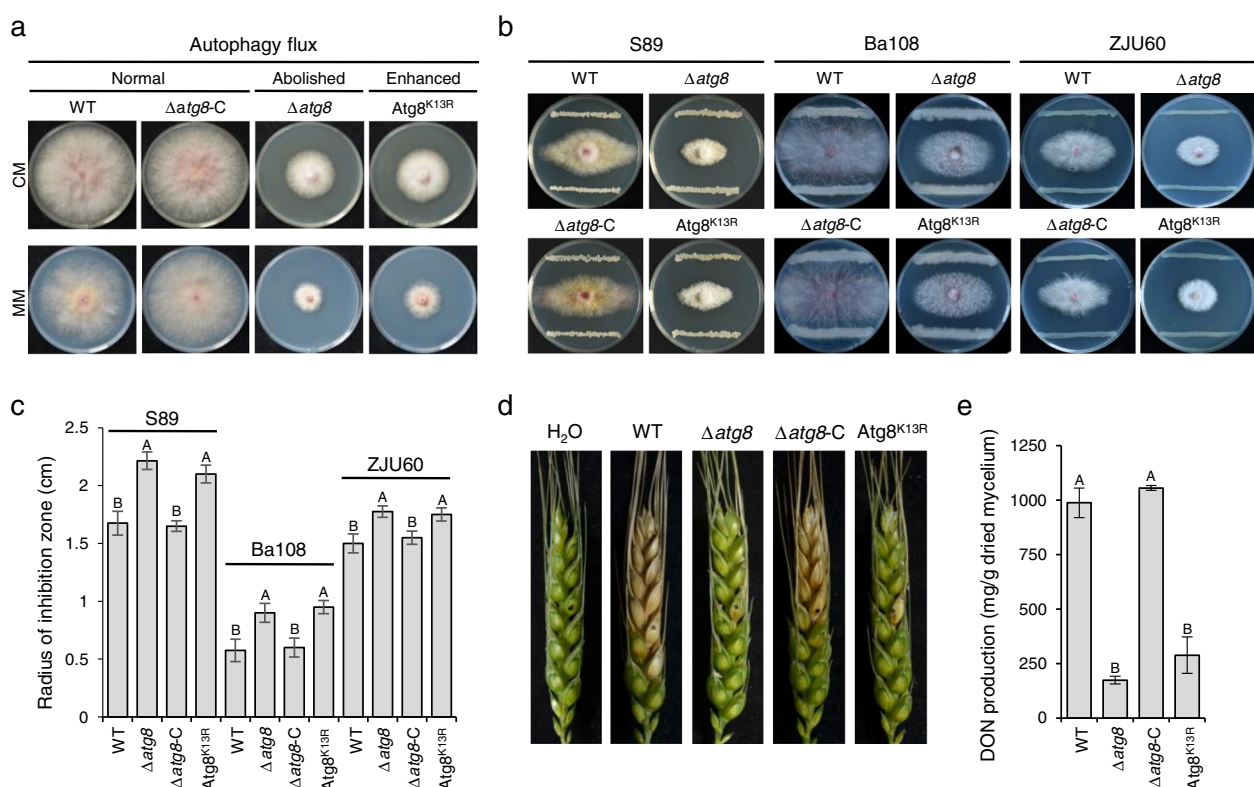 a
Autophagy flux
Normal Abolished Enhanced
WT Δatg8-C Δatg8 Atg8K13R
CM
MM
b
S89 Ba108 ZJU60
WT Δatg8 WT Δatg8 WT Δatg8
Δatg8-C Atg8K13R Δatg8-C Atg8K13R Δatg8-C Atg8K13R
c
Radius of inhibition zone (cm)
2.5
2
1.5
1
0.5
0
S89
Ba108
ZJU60
B A B A B A B A B A B A
WT Δatg8 Δatg8-C Atg8K13R WT Δatg8 Δatg8-C Atg8K13R WT Δatg8 Δatg8-C Atg8K13R
d
H2O WT Δatg8 Δatg8-C Atg8K13R
e
DON production (mg/g dried mycelium)
1250
1000
750
500
250
0
A B A B
WT Δatg8 Δatg8-C Atg8K13R